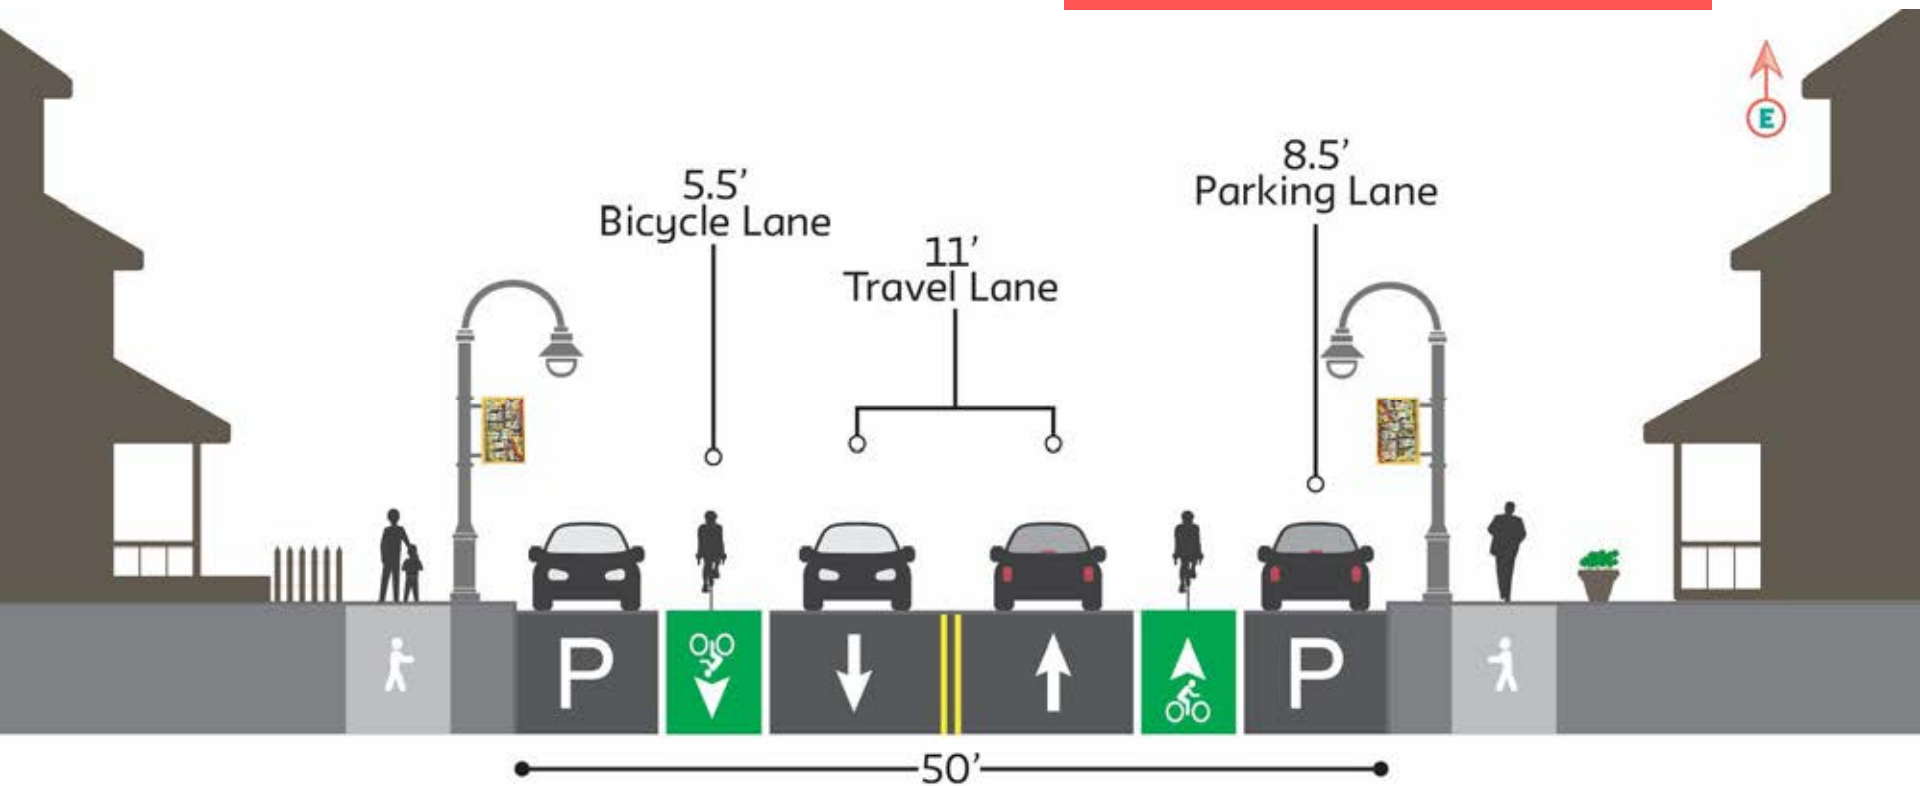 E
8.5’
Parking Lane
5.5’
Bicycle Lane
11’
Travel Lane
P
P
50’